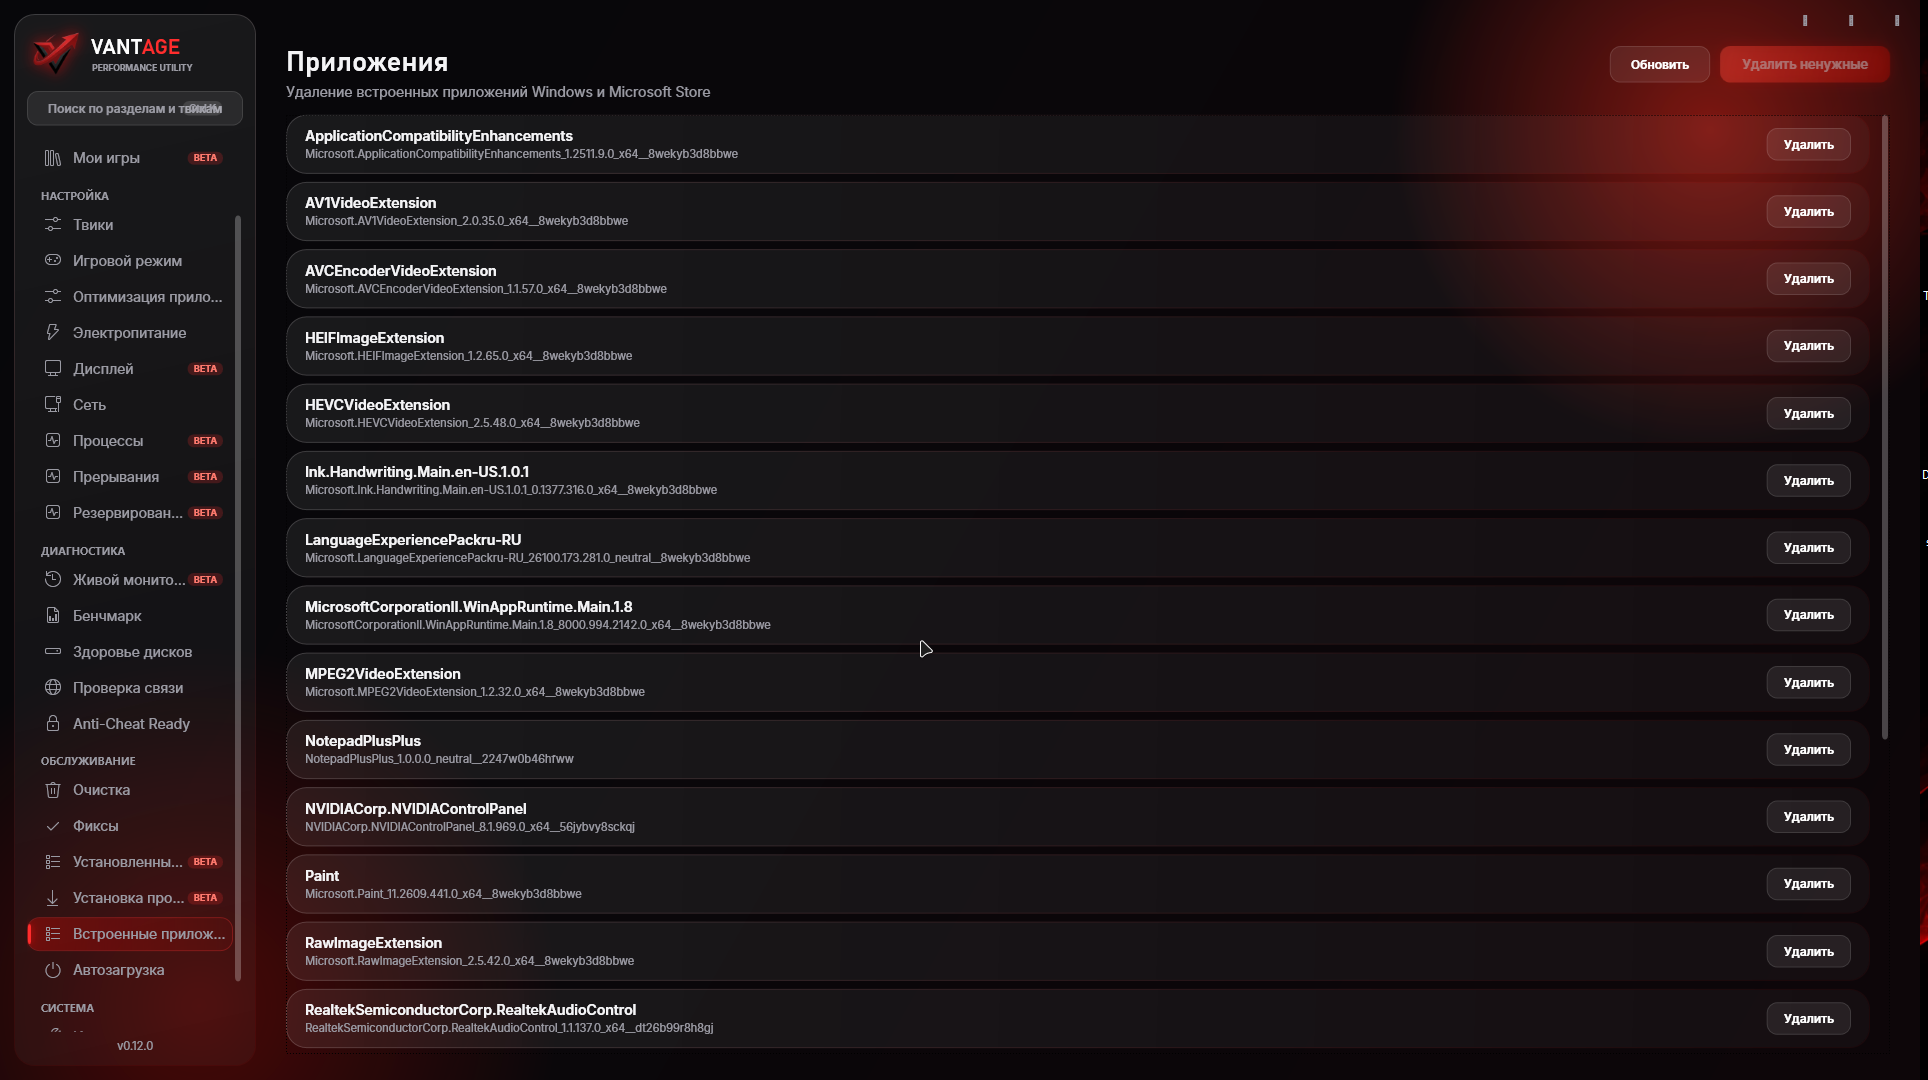 VANTAGE
PERFORMANCE UTILITY
Поиск по разделам и твикам
Мои игры BETA
НАСТРОЙКА
Твики
Игровой режим
Оптимизация прило...
Электропитание
Дисплей BETA
Сеть
Процессы BETA
Прерывания BETA
Резервирован... BETA
ДИАГНОСТИКА
Живой монито... BETA
Бенчмарк
Здоровье дисков
Проверка связи
Anti-Cheat Ready
ОБСЛУЖИВАНИЕ
Очистка
Фиксы
Установленны... BETA
Установка про... BETA
Встроенные прилож...
Автозагрузка
СИСТЕМА
v0.12.0
Приложения
Удаление встроенных приложений Windows и Microsoft Store
Обновить
Удалить ненужные
ApplicationCompatibilityEnhancements
Microsoft.ApplicationCompatibilityEnhancements_1.2511.9.0_x64__8wekyb3d8bbwe
Удалить
AV1VideoExtension
Microsoft.AV1VideoExtension_2.0.35.0_x64__8wekyb3d8bbwe
Удалить
AVCEncoderVideoExtension
Microsoft.AVCEncoderVideoExtension_1.1.57.0_x64__8wekyb3d8bbwe
Удалить
HEIFImageExtension
Microsoft.HEIFImageExtension_1.2.65.0_x64__8wekyb3d8bbwe
Удалить
HEVCVideoExtension
Microsoft.HEVCVideoExtension_2.5.48.0_x64__8wekyb3d8bbwe
Удалить
Ink.Handwriting.Main.en-US.1.0.1
Microsoft.Ink.Handwriting.Main.en-US.1.0.1_0.1377.316.0_x64__8wekyb3d8bbwe
Удалить
LanguageExperiencePackru-RU
Microsoft.LanguageExperiencePackru-RU_26100.173.281.0_neutral__8wekyb3d8bbwe
Удалить
MicrosoftCorporationII.WinAppRuntime.Main.1.8
MicrosoftCorporationII.WinAppRuntime.Main.1.8_8000.994.2142.0_x64__8wekyb3d8bbwe
Удалить
MPEG2VideoExtension
Microsoft.MPEG2VideoExtension_1.2.32.0_x64__8wekyb3d8bbwe
Удалить
NotepadPlusPlus
NotepadPlusPlus_1.0.0.0_neutral__2247w0b46hfww
Удалить
NVIDIACorp.NVIDIAControlPanel
NVIDIACorp.NVIDIAControlPanel_8.1.969.0_x64__56jybvy8sckqj
Удалить
Paint
Microsoft.Paint_11.2609.441.0_x64__8wekyb3d8bbwe
Удалить
RawImageExtension
Microsoft.RawImageExtension_2.5.42.0_x64__8wekyb3d8bbwe
Удалить
RealtekSemiconductorCorp.RealtekAudioControl
RealtekSemiconductorCorp.RealtekAudioControl_1.1.137.0_x64__dt26b99r8h8gj
Удалить